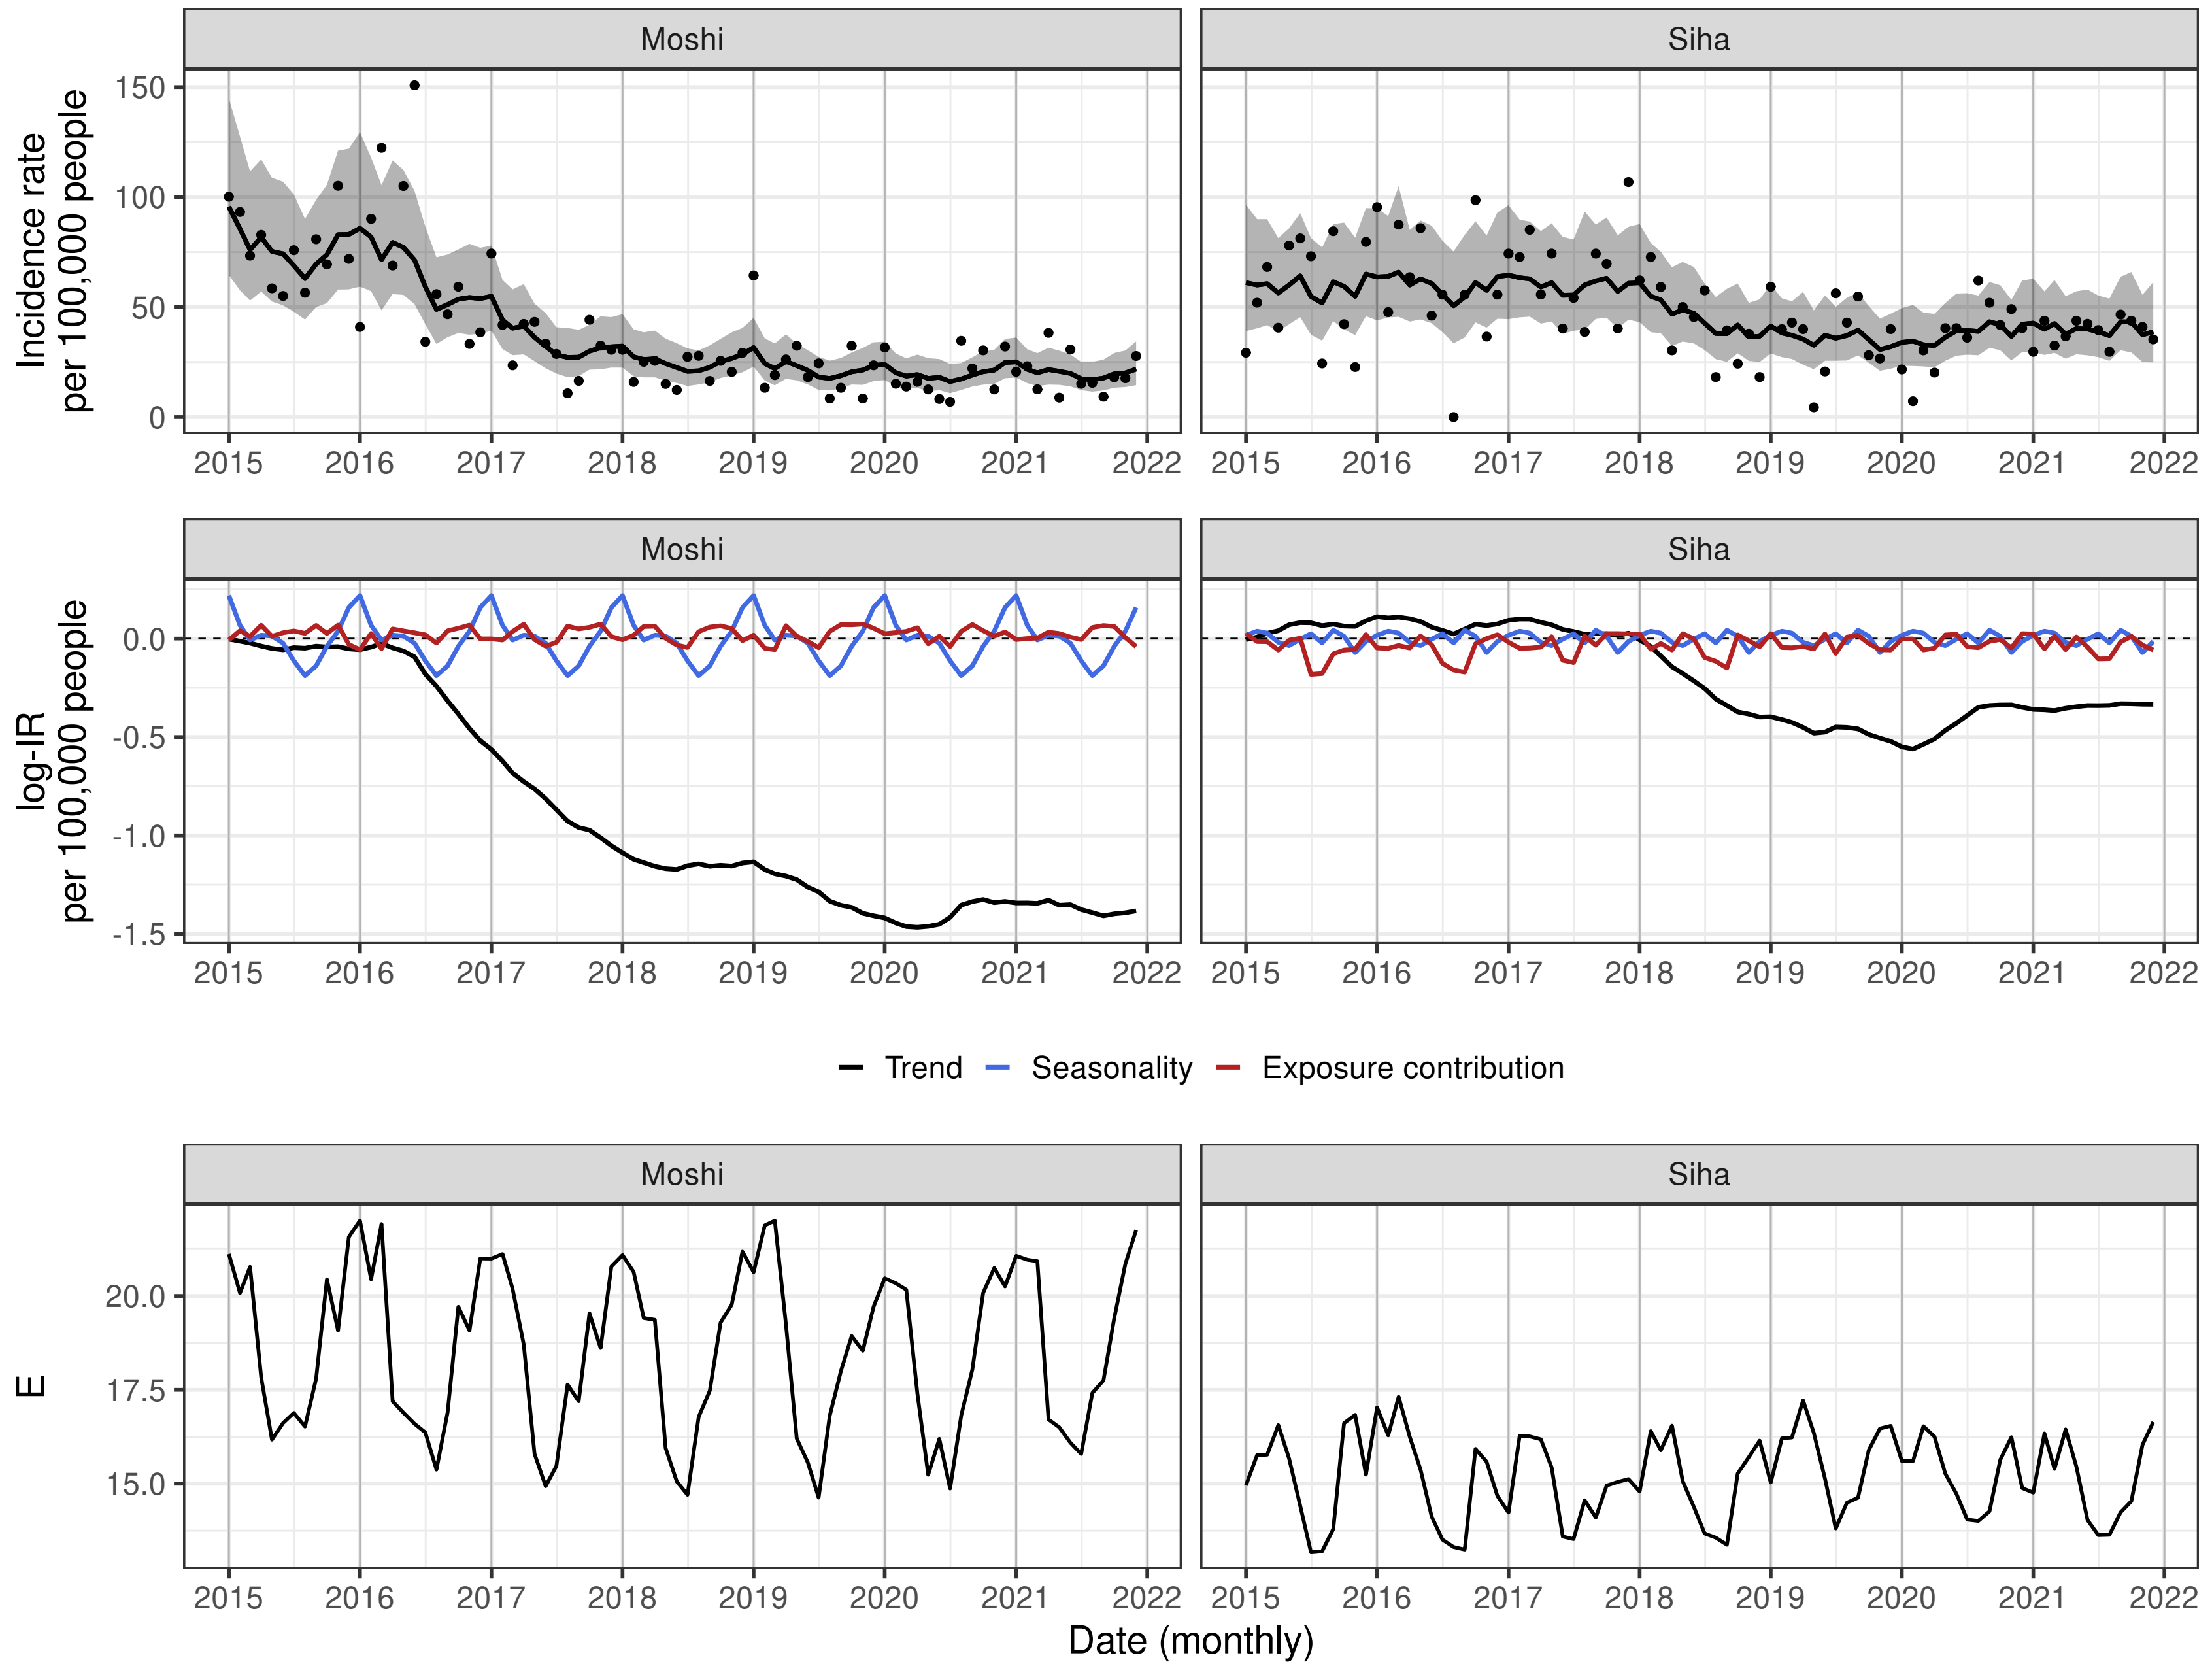 Moshi
Siha
Incidence rate
per 100,000 people
150
100
50
0
2015 2016 2017 2018 2019 2020 2021 2022
2015 2016 2017 2018 2019 2020 2021 2022
Moshi
Siha
log-IR
per 100,000 people
0.0
-0.5
-1.0
-1.5
2015 2016 2017 2018 2019 2020 2021 2022
2015 2016 2017 2018 2019 2020 2021 2022
Trend Seasonality Exposure contribution
Moshi
Siha
E
20.0
17.5
15.0
2015 2016 2017 2018 2019 2020 2021 2022
2015 2016 2017 2018 2019 2020 2021 2022
Date (monthly)